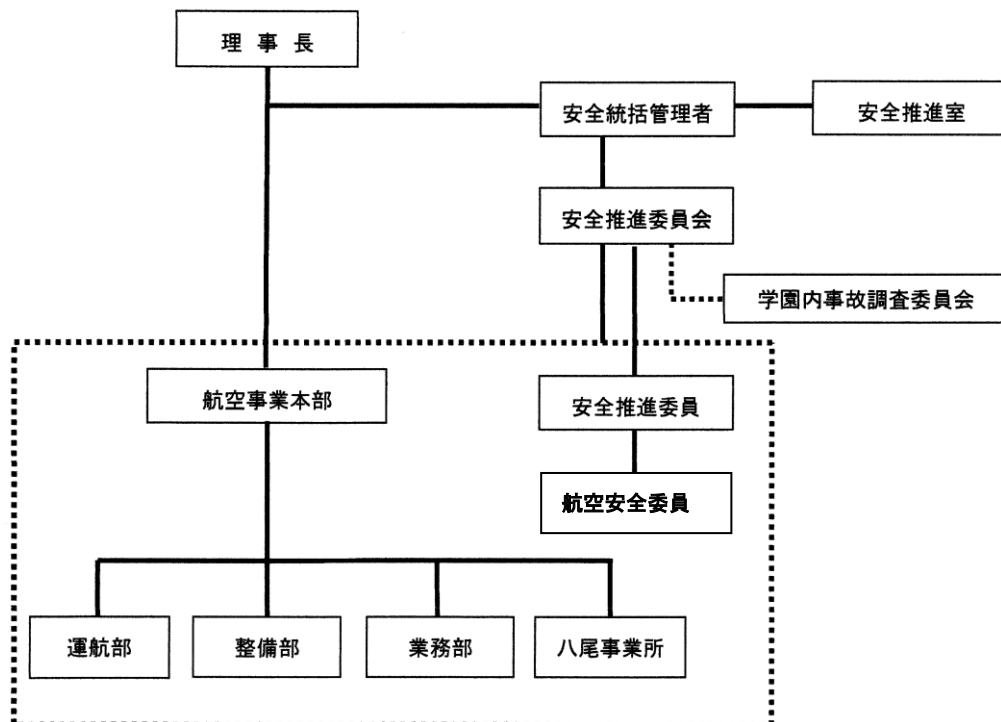 理 事 長
安全統括管理者
安全推進室
安全推進委員会
学園内事故調査委員会
航空事業本部
安全推進委員
航空安全委員
運航部
整備部
業務部
八尾事業所